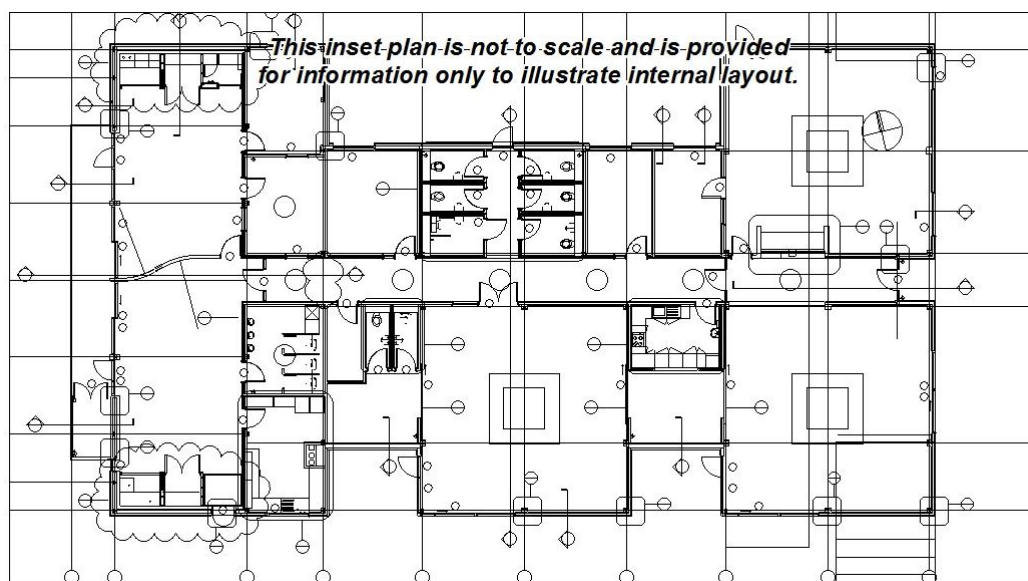 This inset plan is not to scale and is provided
for information only to illustrate internal layout.